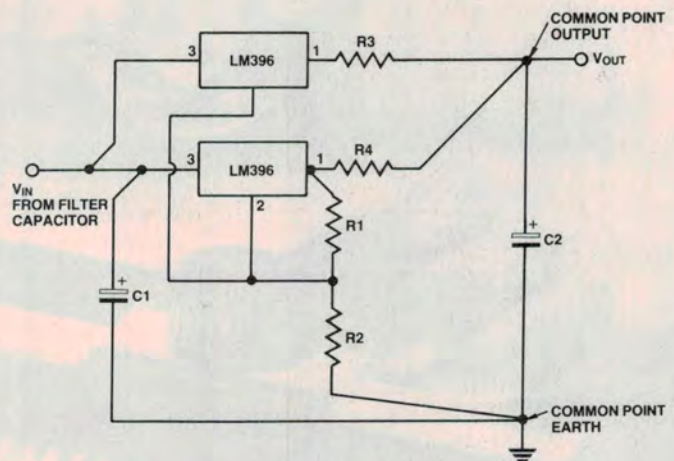 COMMON POINT
OUTPUT
3
LM396
1
R3
VOUT
3
LM396
1
R4
2
VIN
FROM FILTER
CAPACITOR
R1
+
C1
+
C2
R2
COMMON POINT
EARTH